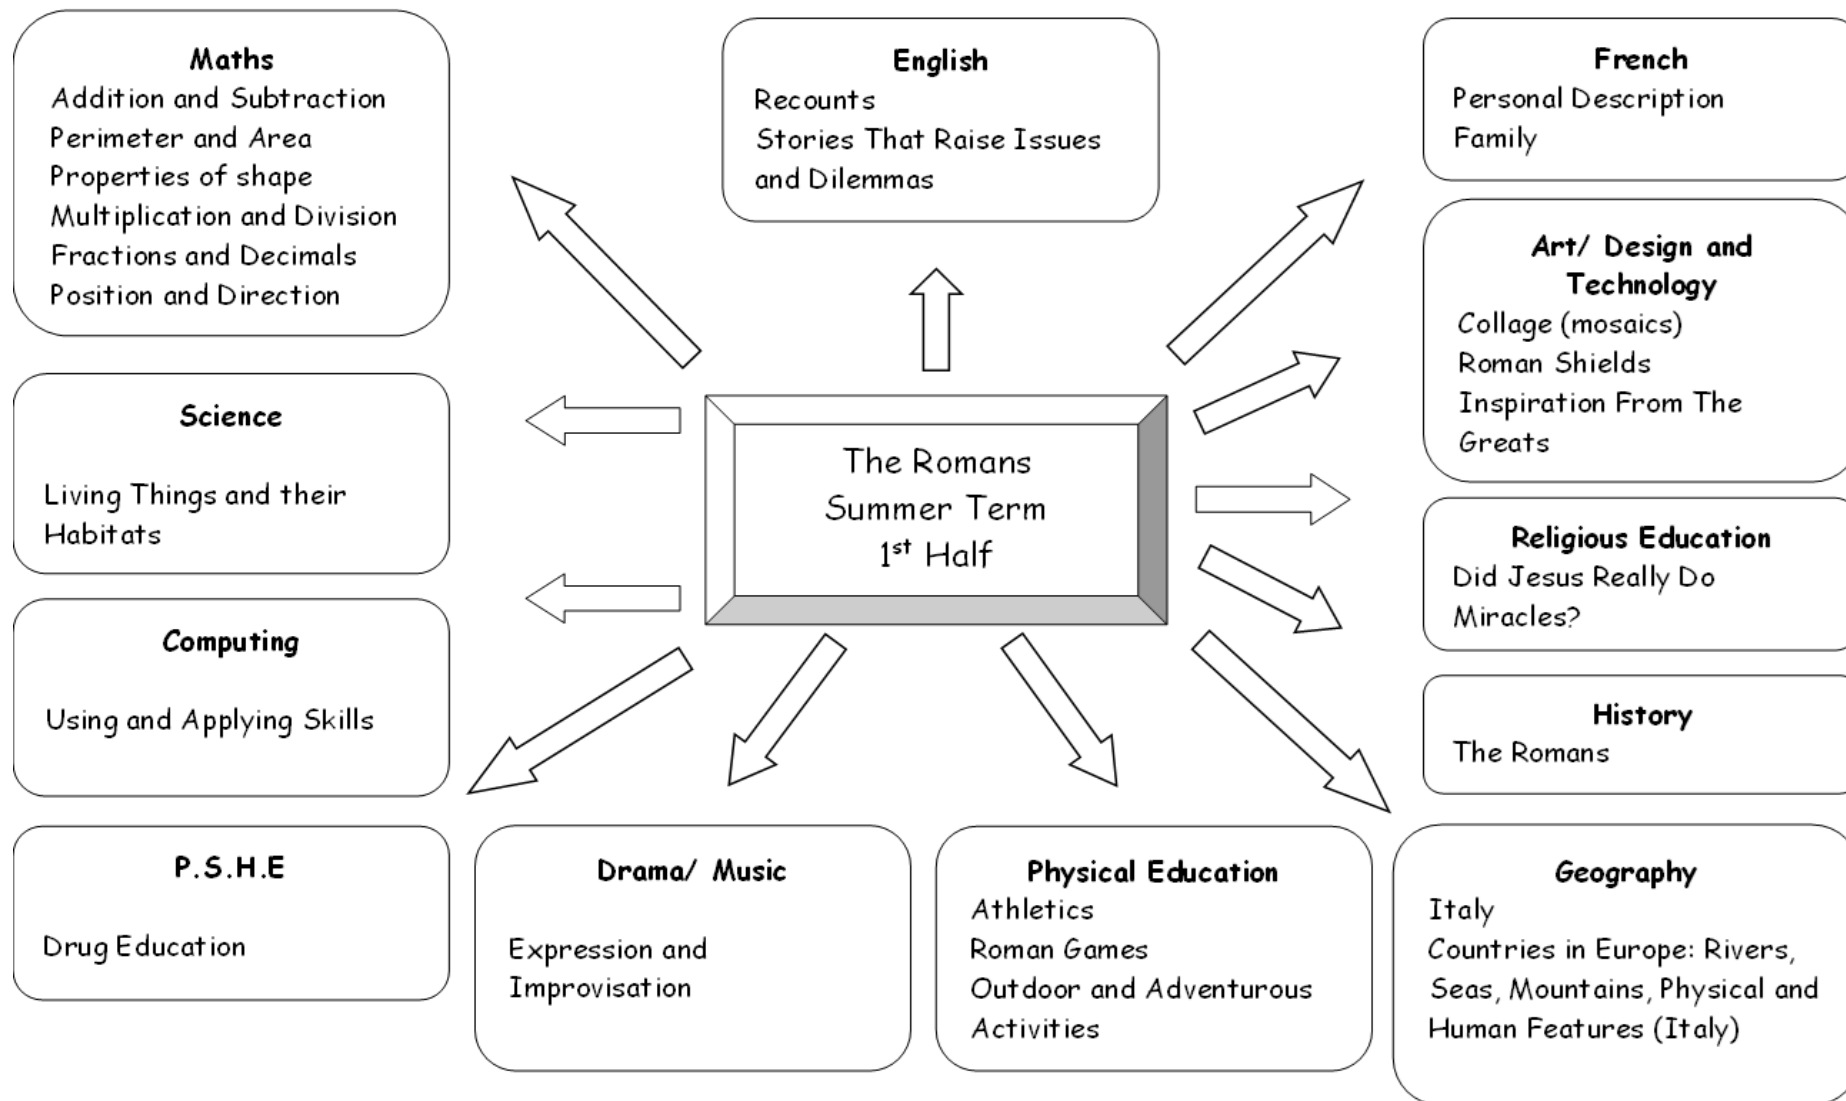 Maths
Addition and Subtraction
Perimeter and Area
Properties of shape
Multiplication and Division
Fractions and Decimals
Position and Direction
English
Recounts
Stories That Raise Issues
and Dilemmas
French
Personal Description
Family
Art/ Design and
Technology
Collage (mosaics)
Roman Shields
Inspiration From The
Greats
Science
Living Things and their
Habitats
The Romans
Summer Term
1st Half
Religious Education
Did Jesus Really Do
Miracles?
Computing
Using and Applying Skills
History
The Romans
P.S.H.E
Drug Education
Drama/ Music
Expression and
Improvisation
Physical Education
Athletics
Roman Games
Outdoor and Adventurous
Activities
Geography
Italy
Countries in Europe: Rivers,
Seas, Mountains, Physical and
Human Features (Italy)